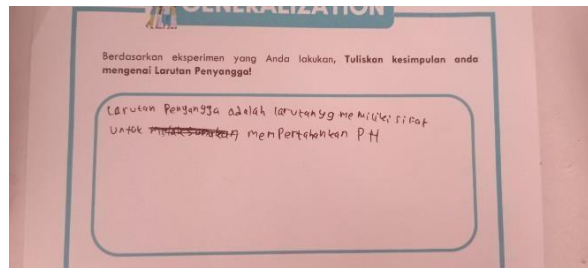 GENERALIZATION
Berdasarkan eksperimen yang Anda lakukan, Tuliskan kesimpulan anda
mengenai Larutan Penyangga!
Larutan Penyangga adalah larutan yg memiliki sifat
untuk mempertahankan PH